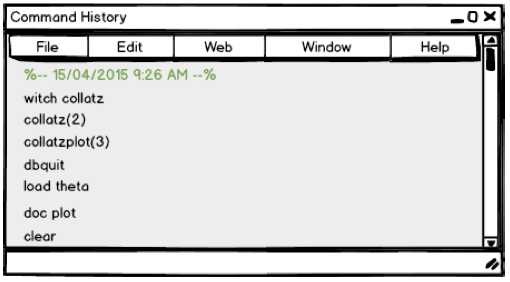 Command History
File Edit Web Window Help
%-- 15/04/2015 9:26 AM --%
witch collatz
collatz(2)
collatzplot(3)
dbquit
load theta
doc plot
clear